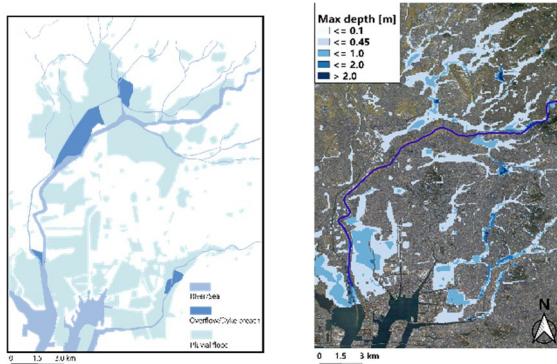 River/Sea
Overflow/Dyke breach
Pluvial flood
0 1.5 3.0 km
Max depth [m]
<= 0.1
<= 0.45
<= 1.0
<= 2.0
> 2.0
N
0 1.5 3 km